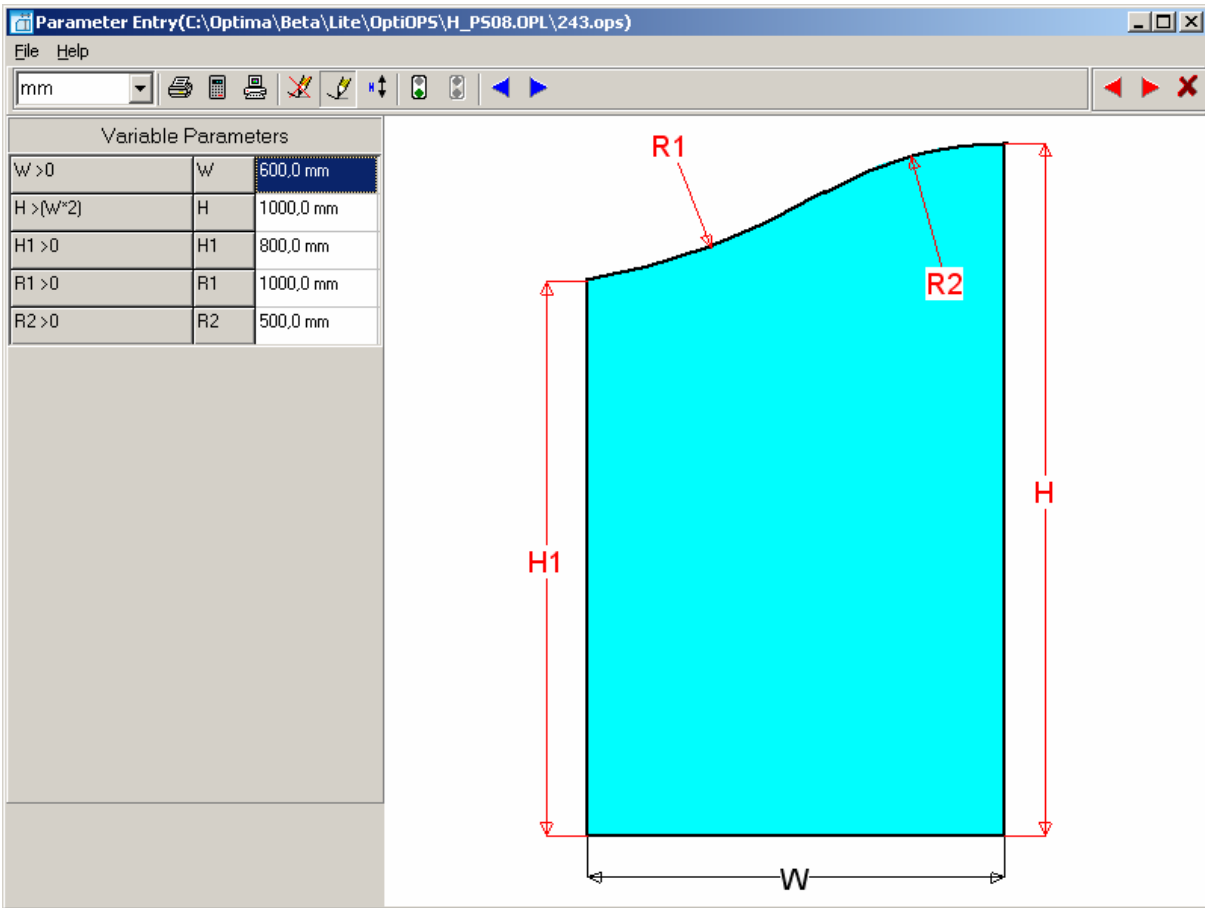 Parameter Entry(C:\Optima\Beta\Lite\OptiOPS\H_PS08.OPL\243.ops)
File Help
mm
H
Variable Parameters
W >0 W 600,0 mm
H >(W*2) H 1000,0 mm
H1 >0 H1 800,0 mm
R1 >0 R1 1000,0 mm
R2 >0 R2 500,0 mm
R1
R2
H
H1
W